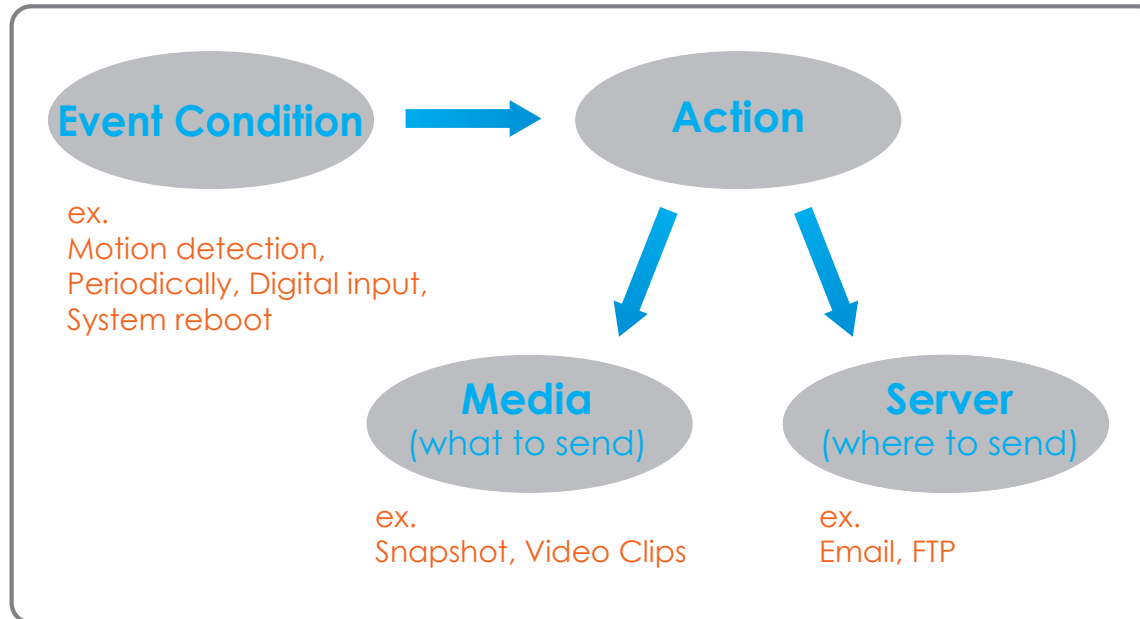 Event Condition
Action
ex.
Motion detection,
Periodically, Digital input,
System reboot
Media
(what to send)
Server
(where to send)
ex.
Snapshot, Video Clips
ex.
Email, FTP